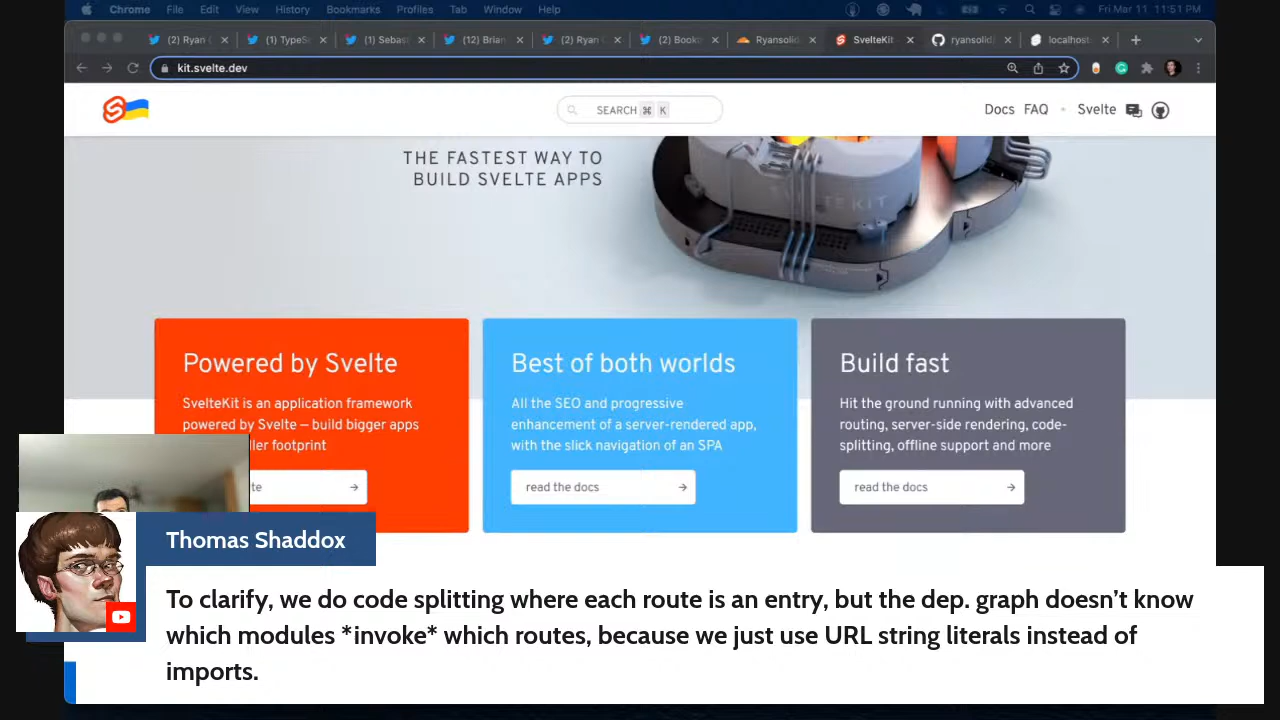 Chrome File Edit View History Bookmarks Profiles Tab Window Help Fri Mar 11 11:51 PM
(2) Ryan (1) TypeS (1) Sebas (12) Brian (2) Ryan (2) Book Ryansolid SvelteKit ryansolid localhost
kit.svelte.dev
SEARCH ⌘ K
Docs FAQ • Svelte
THE FASTEST WAY TO
BUILD SVELTE APPS
Powered by Svelte
SvelteKit is an application framework
powered by Svelte — build bigger apps
footprint
Best of both worlds
All the SEO and progressive
enhancement of a server-rendered app,
with the slick navigation of an SPA
read the docs →
Build fast
Hit the ground running with advanced
routing, server-side rendering, code-
splitting, offline support and more
read the docs →
Thomas Shaddox
To clarify, we do code splitting where each route is an entry, but the dep. graph doesn't know
which modules *invoke* which routes, because we just use URL string literals instead of
imports.